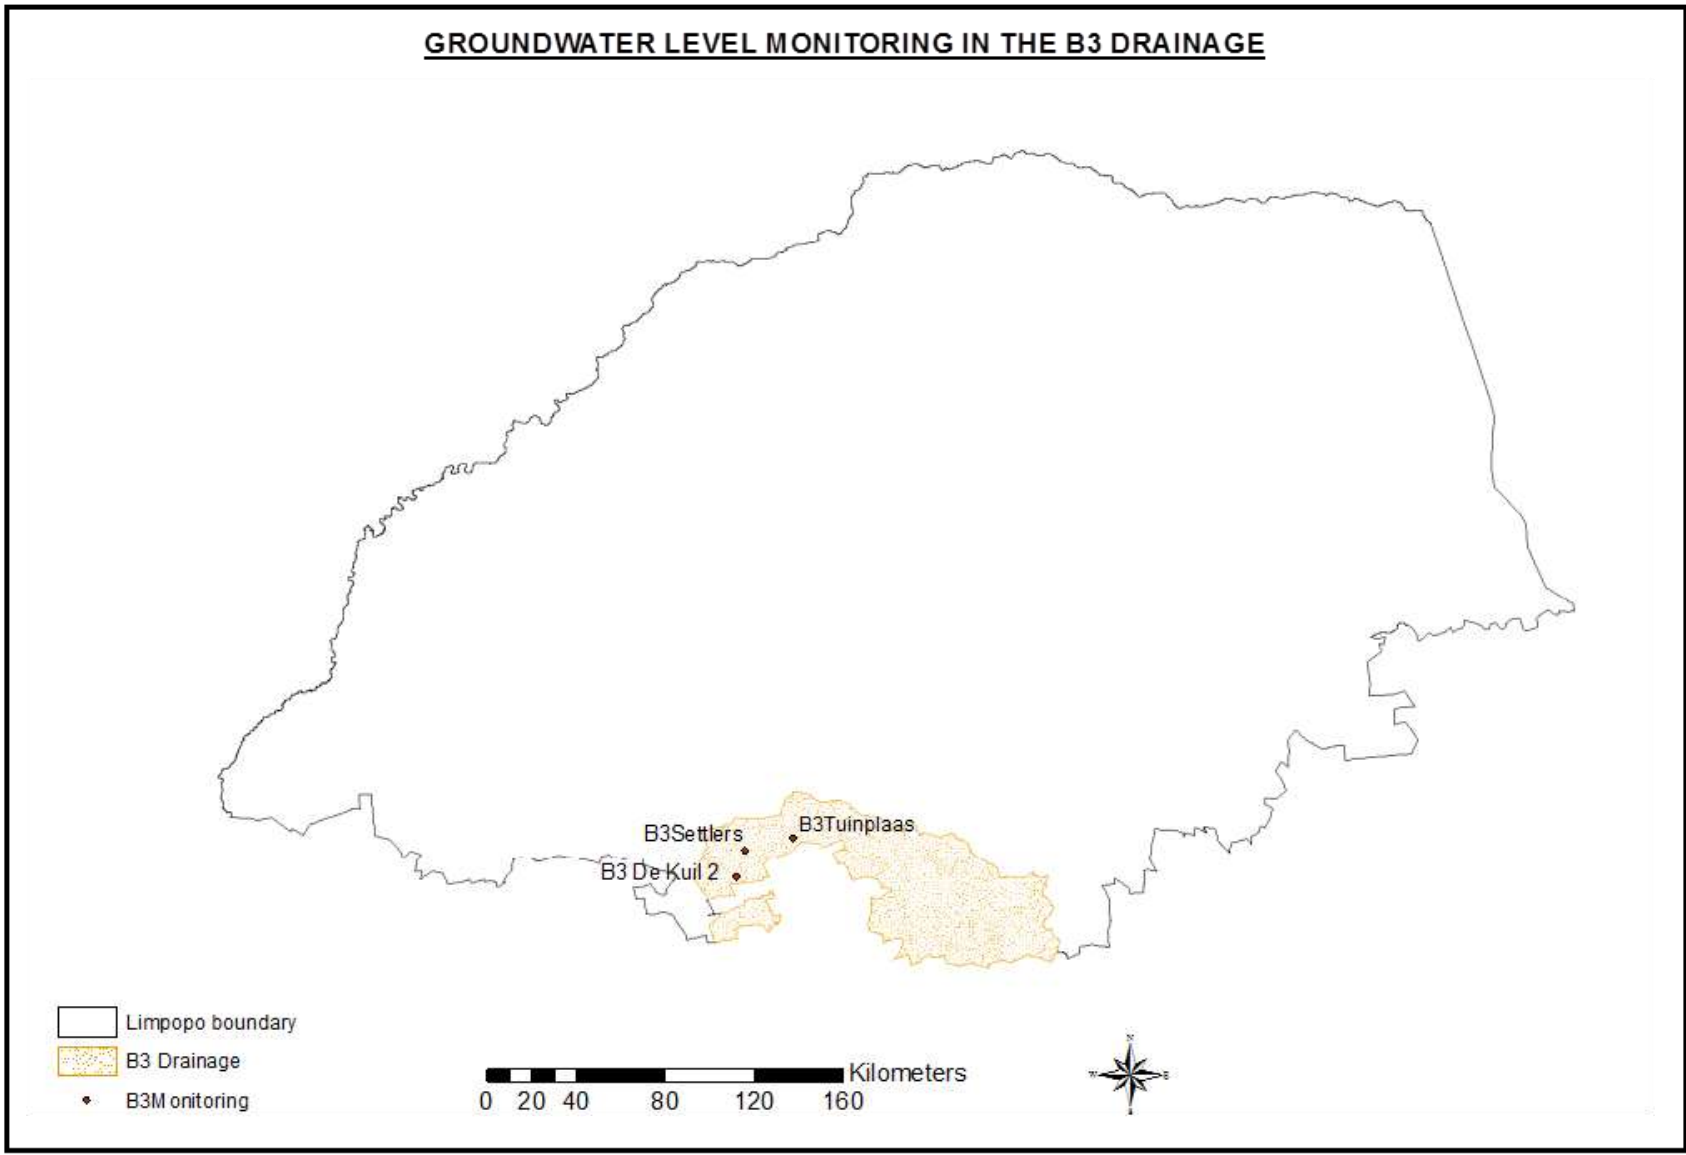 GROUNDWATER LEVEL MONITORING IN THE B3 DRAINAGE
B3Tuinplaas
B3Settlers
B3 De Kuil 2
Limpopo boundary
B3 Drainage
B3Monitoring
Kilometers
0 20 40 80 120 160
N
W E
S